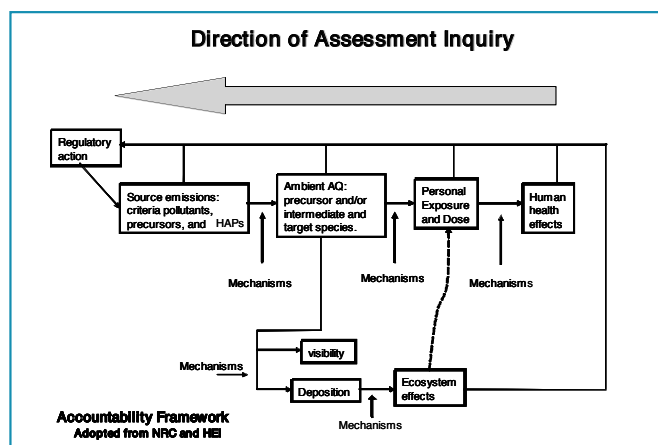 Direction of Assessment Inquiry
Regulatory
action
Source emissions:
criteria pollutants,
precursors, and HAPs
Ambient AQ:
precursor and/or
intermediate and
target species.
Personal
Exposure
and Dose
Human
health
effects
Mechanisms
Mechanisms
Mechanisms
visibility
Mechanisms
Deposition
Ecosystem
effects
Mechanisms
Accountability Framework
Adopted from NRC and HEI